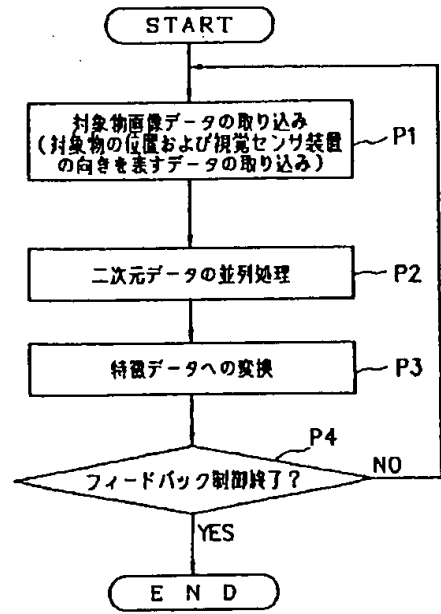 START
対象物画像データの取り込み
(対象物の位置および視覚センサ装置
の向きを表すデータの取り込み)
P1
二次元データの並列処理
P2
特徴データへの変換
P3
P4
フィードバック制御終了?
NO
YES
END